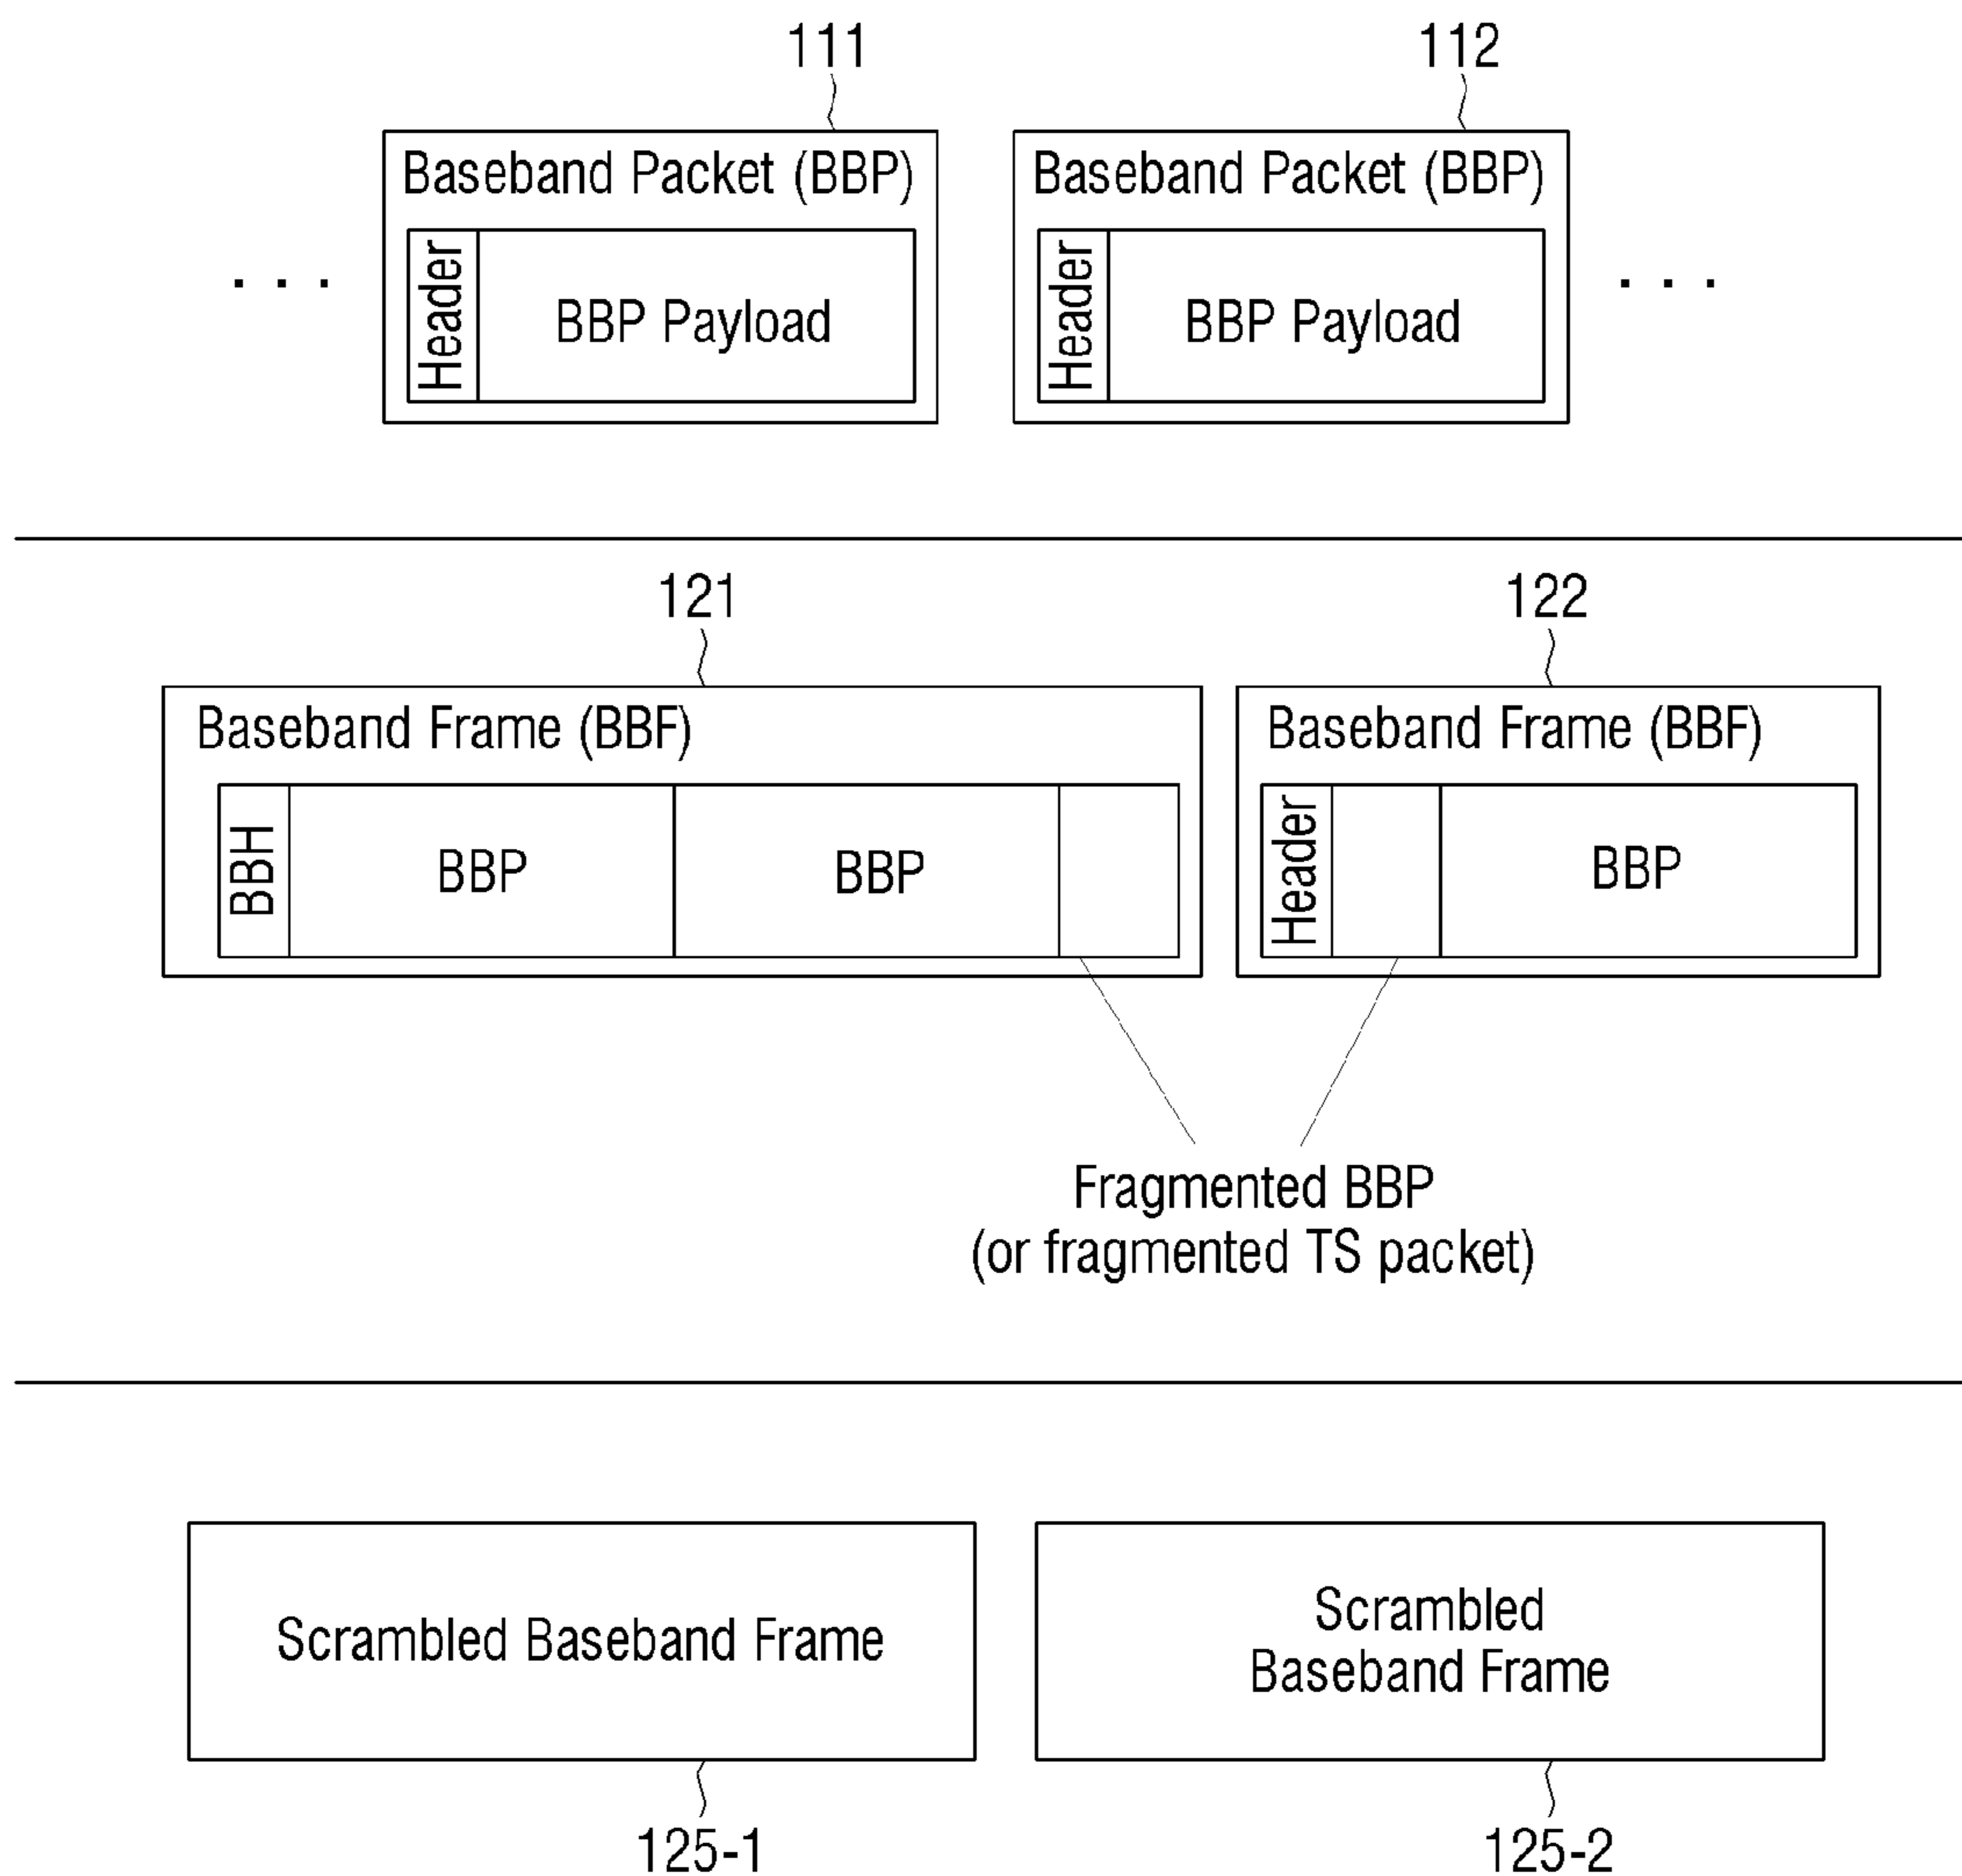 111
112
Baseband Packet (BBP)
Baseband Packet (BBP)
Header
BBP Payload
Header
BBP Payload
. . .
. . .
121
122
Baseband Frame (BBF)
Baseband Frame (BBF)
BBH
BBP
BBP
Header
BBP
Fragmented BBP
(or fragmented TS packet)
Scrambled Baseband Frame
Scrambled
Baseband Frame
125-1
125-2